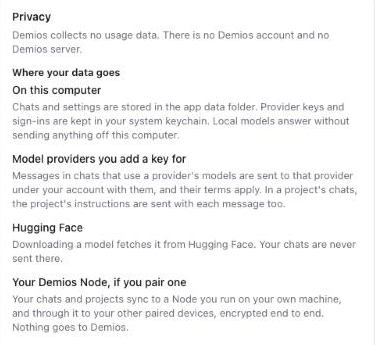 Privacy
Demios collects no usage data. There is no Demios account and no
Demios server.
Where your data goes
On this computer
Chats and settings are stored in the app data folder. Provider keys and
sign-ins are kept in your system keychain. Local models answer without
sending anything off this computer.
Model providers you add a key for
Messages in chats that use a provider's models are sent to that provider
under your account with them, and their terms apply. In a project's chats,
the project's instructions are sent with each message too.
Hugging Face
Downloading a model fetches it from Hugging Face. Your chats are never
sent there.
Your Demios Node, if you pair one
Your chats and projects sync to a Node you run on your own machine,
and through it to your other paired devices, encrypted end to end.
Nothing goes to Demios.